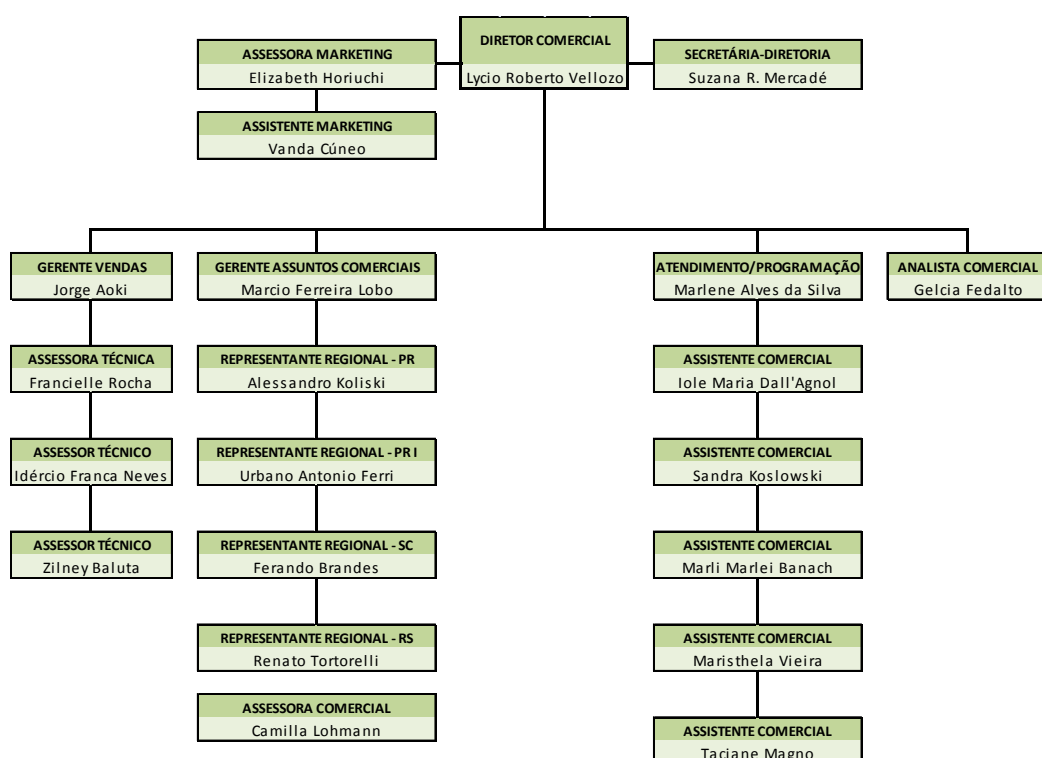 DIRETOR COMERCIAL
Lycio Roberto Vellozo
ASSESSORA MARKETING
Elizabeth Horiuchi
SECRETÁRIA-DIRETORIA
Suzana R. Mercadé
ASSISTENTE MARKETING
Vanda Cúneo
GERENTE VENDAS
Jorge Aoki
ASSESSORA TÉCNICA
Francielle Rocha
ASSESSOR TÉCNICO
Idércio Franca Neves
ASSESSOR TÉCNICO
Zilney Baluta
GERENTE ASSUNTOS COMERCIAIS
Marcio Ferreira Lobo
REPRESENTANTE REGIONAL - PR
Alessandro Koliski
REPRESENTANTE REGIONAL - PR I
Urbano Antonio Ferri
REPRESENTANTE REGIONAL - SC
Ferando Brandes
REPRESENTANTE REGIONAL - RS
Renato Tortorelli
ASSESSORA COMERCIAL
Camilla Lohmann
ATENDIMENTO/PROGRAMAÇÃO
Marlene Alves da Silva
ASSISTENTE COMERCIAL
Iole Maria Dall'Agnol
ASSISTENTE COMERCIAL
Sandra Koslowski
ASSISTENTE COMERCIAL
Marli Marlei Banach
ASSISTENTE COMERCIAL
Maristhela Vieira
ASSISTENTE COMERCIAL
Taciane Magno
ANALISTA COMERCIAL
Gelcia Fedalto